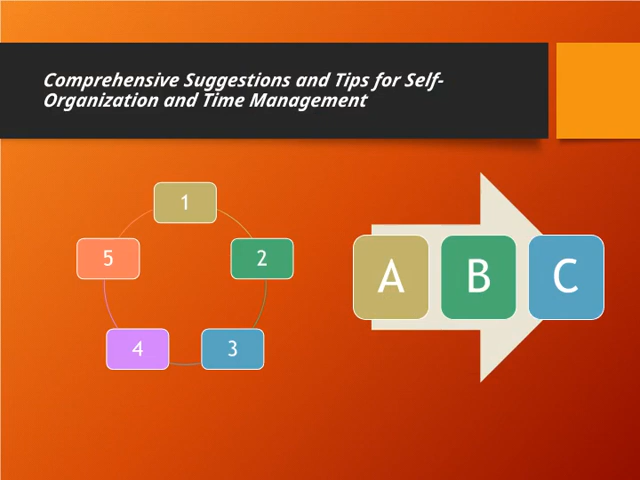 Comprehensive Suggestions and Tips for Self-
Organization and Time Management
1
5
2
4
3
A B C